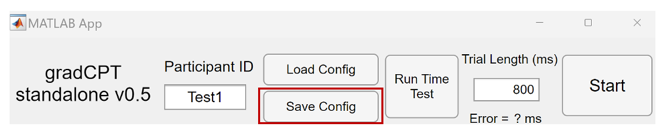 MATLAB App
gradCPT
standalone v0.5
Participant ID
Test1
Load Config
Save Config
Run Time
Test
Trial Length (ms)
800
Error = ? ms
Start